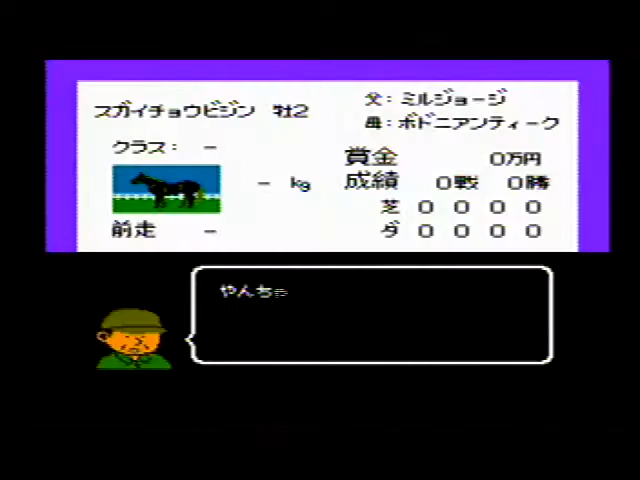 スガイチョウビジン 牡2
父:ミルジョージ
母:ボドニアンティーク
クラス: -
賞金 0万円
- kg
成績 0戦 0勝
芝 0 0 0 0
前走 -
ダ 0 0 0 0
やんち